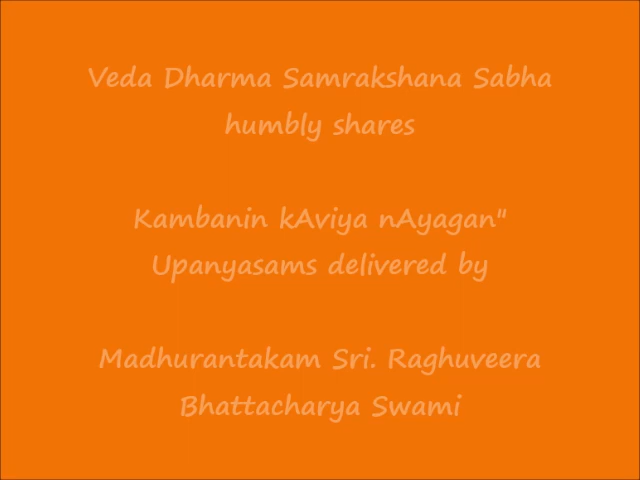 Veda Dharma Samrakshana Sabha
humbly shares
Kambanin kAviya nAyagan"
Upanyasams delivered by
Madhurantakam Sri. Raghuveera
Bhattacharya Swami